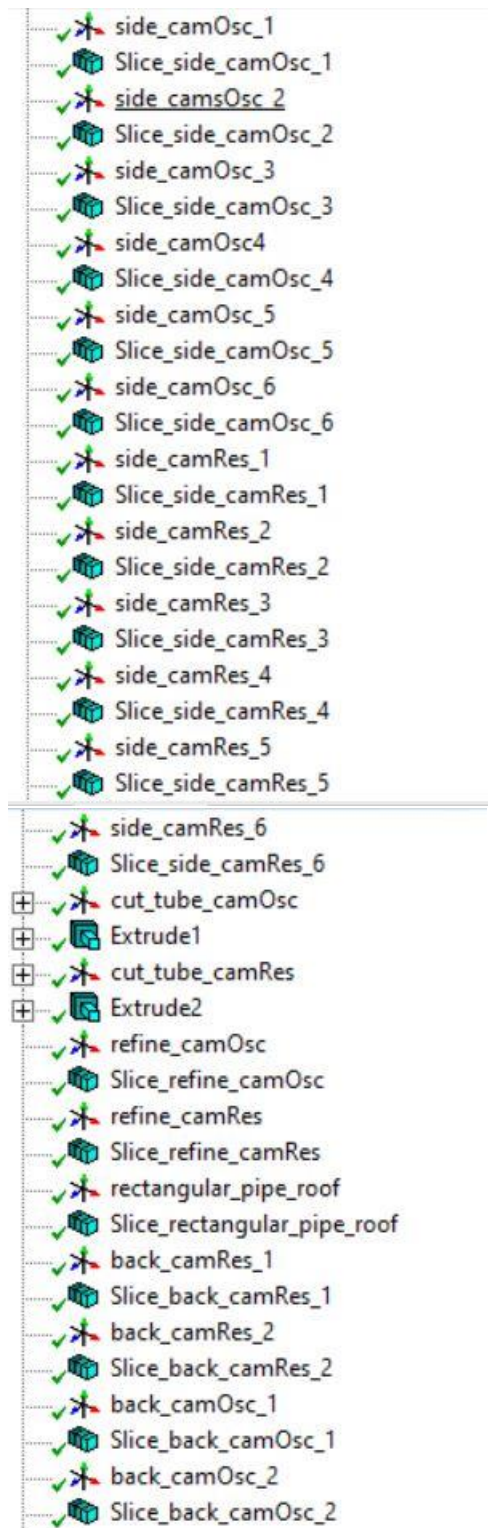 side_camOsc_1
Slice_side_camOsc_1
side_camsOsc_2
Slice_side_camOsc_2
side_camOsc_3
Slice_side_camOsc_3
side_camOsc4
Slice_side_camOsc_4
side_camOsc_5
Slice_side_camOsc_5
side_camOsc_6
Slice_side_camOsc_6
side_camRes_1
Slice_side_camRes_1
side_camRes_2
Slice_side_camRes_2
side_camRes_3
Slice_side_camRes_3
side_camRes_4
Slice_side_camRes_4
side_camRes_5
Slice_side_camRes_5
side_camRes_6
Slice_side_camRes_6
cut_tube_camOsc
Extrude1
cut_tube_camRes
Extrude2
refine_camOsc
Slice_refine_camOsc
refine_camRes
Slice_refine_camRes
rectangular_pipe_roof
Slice_rectangular_pipe_roof
back_camRes_1
Slice_back_camRes_1
back_camRes_2
Slice_back_camRes_2
back_camOsc_1
Slice_back_camOsc_1
back_camOsc_2
Slice_back_camOsc_2